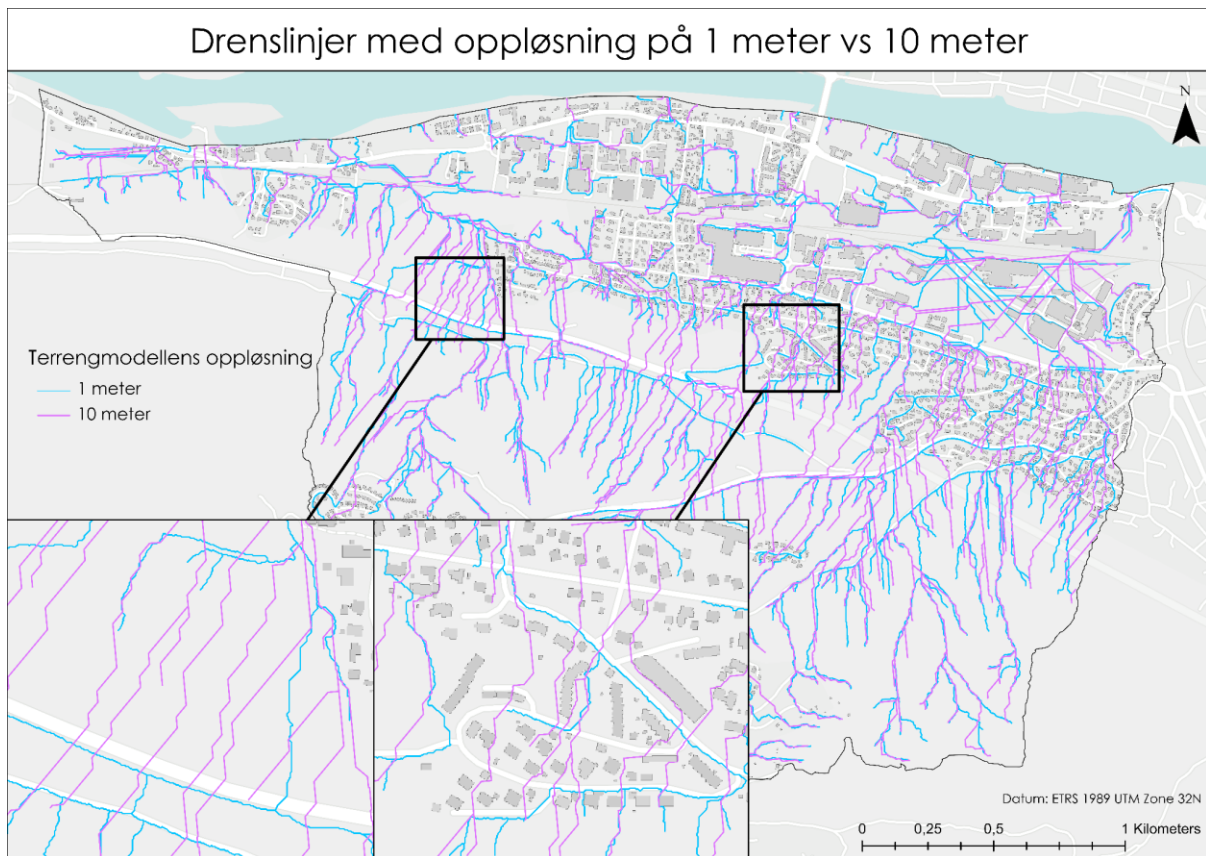 Drenslinjer med oppløsning på 1 meter vs 10 meter
N
Terrengmodellens oppløsning
1 meter
10 meter
Datum: ETRS 1989 UTM Zone 32N
0 0,25 0,5 1 Kilometers